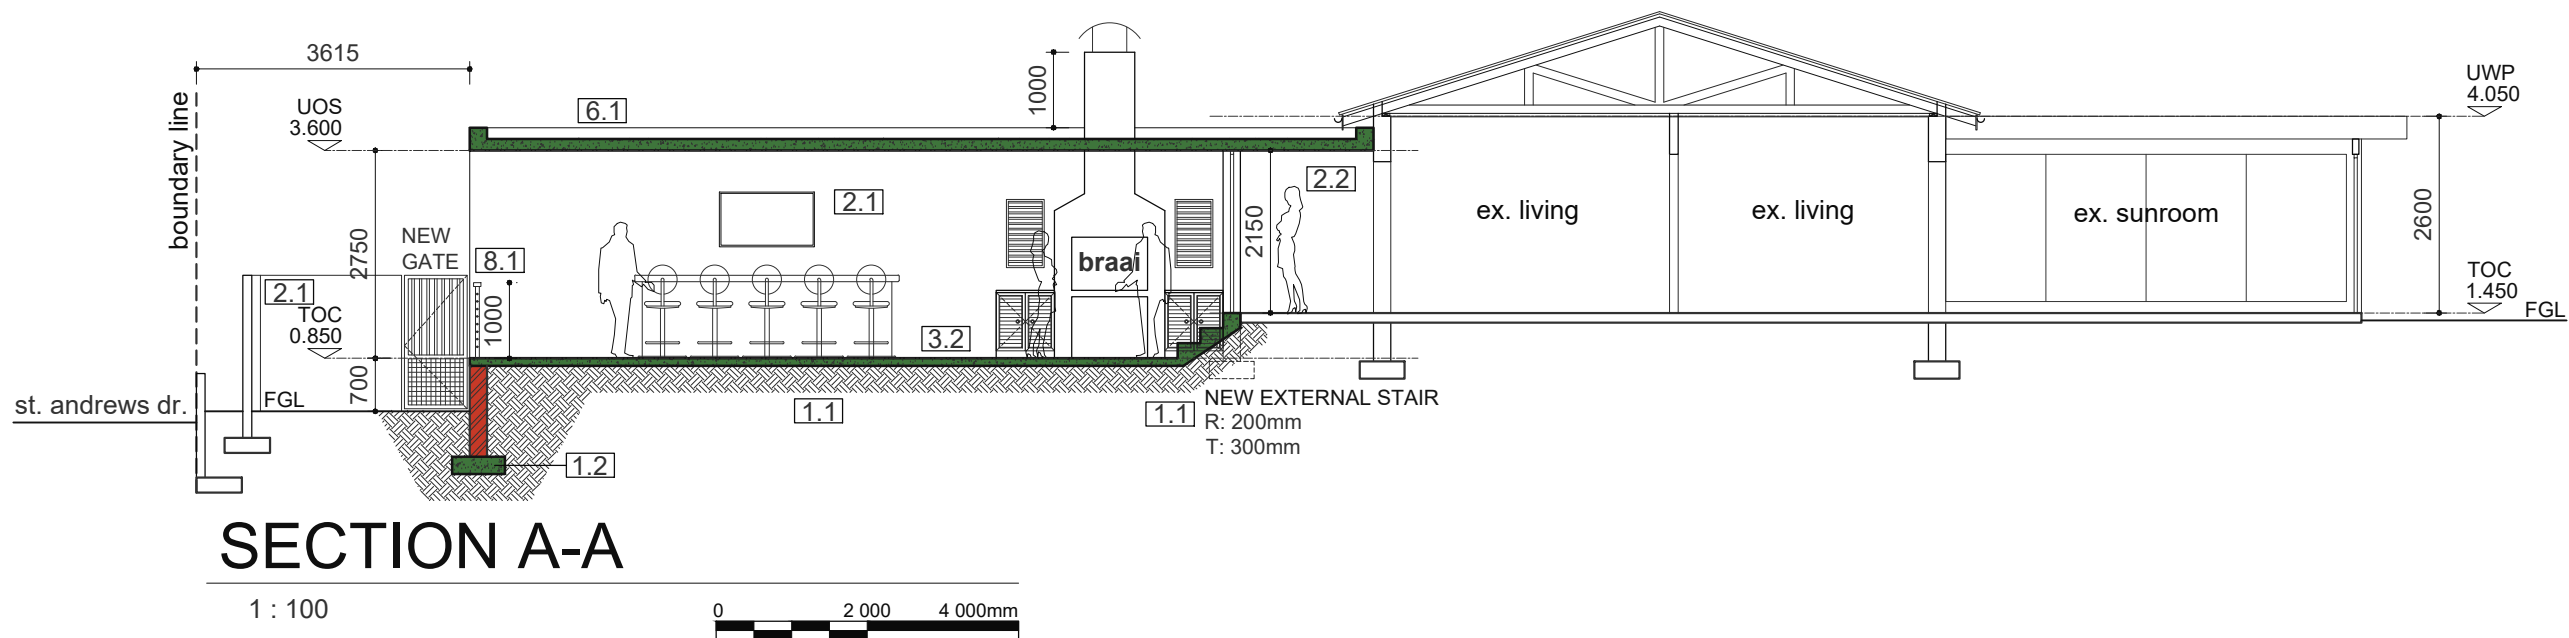 3615
1000
UWP
4.050
boundary line
UOS
3.600
6.1
2.2
2.1
ex. living
ex. living
ex. sunroom
2750
NEW
GATE
8.1
2150
2600
braai
2.1
TOC
0.850
1000
3.2
TOC
1.450
FGL
700
st. andrews dr.
FGL
1.1
1.1
NEW EXTERNAL STAIR
R: 200mm
T: 300mm
1.2
SECTION A-A
1 : 100
0 2 000 4 000mm